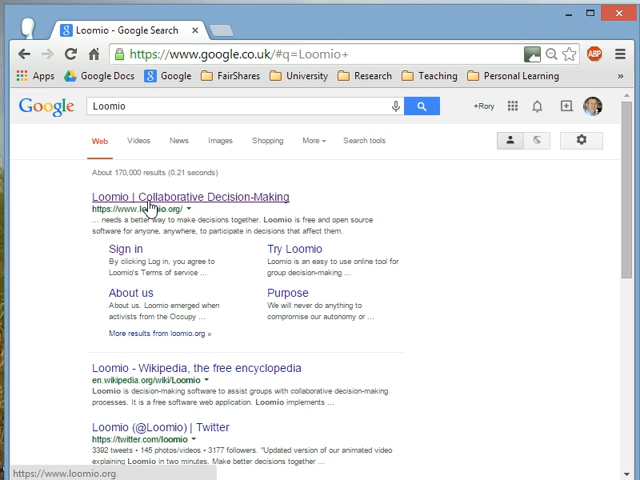 Loomio - Google Search
https://www.google.co.uk/#q=Loomio+
ABP
Apps Google Docs Google FairShares University Research Teaching Personal Learning
Google Loomio +Rory
Web Videos News Images Shopping More Search tools
About 170,000 results (0.21 seconds)
Loomio | Collaborative Decision-Making
https://www.loomio.org/
... needs a better way to make decisions together. Loomio is free and open source
software for anyone, anywhere, to participate in decisions that affect them.
Sign in
By clicking Log in, you agree to
Loomio's Terms of service ...
Try Loomio
Loomio is an easy to use online tool for
group decision-making ...
About us
About us. Loomio emerged when
activists from the Occupy ...
Purpose
We will never do anything to
compromise our autonomy or ...
More results from loomio.org »
Loomio - Wikipedia, the free encyclopedia
en.wikipedia.org/wiki/Loomio
Loomio is decision-making software to assist groups with collaborative decision-making
processes. It is a free software web application. Loomio implements ...
Loomio (@Loomio) | Twitter
https://twitter.com/loomio
3392 tweets • 145 photos/videos • 3177 followers. "Updated version of our animated video
explaining Loomio in two minutes. Make better decisions together ...
https://www.loomio.org